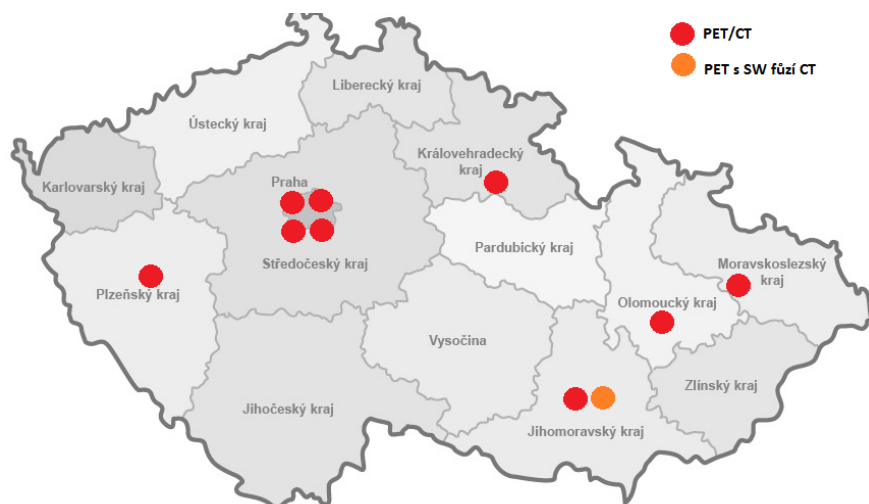 PET/CT
PET s SW fůzí CT
Liberecký kraj
Ústecký kraj
Královehradecký
kraj
Karlovarský kraj
Praha
Pardubický kraj
Středočeský kraj
Moravskoslezský
kraj
Plzeňský kraj
Olomoucký kraj
Vysočina
Zlínský kraj
Jihočeský kraj
Jihomoravský kraj